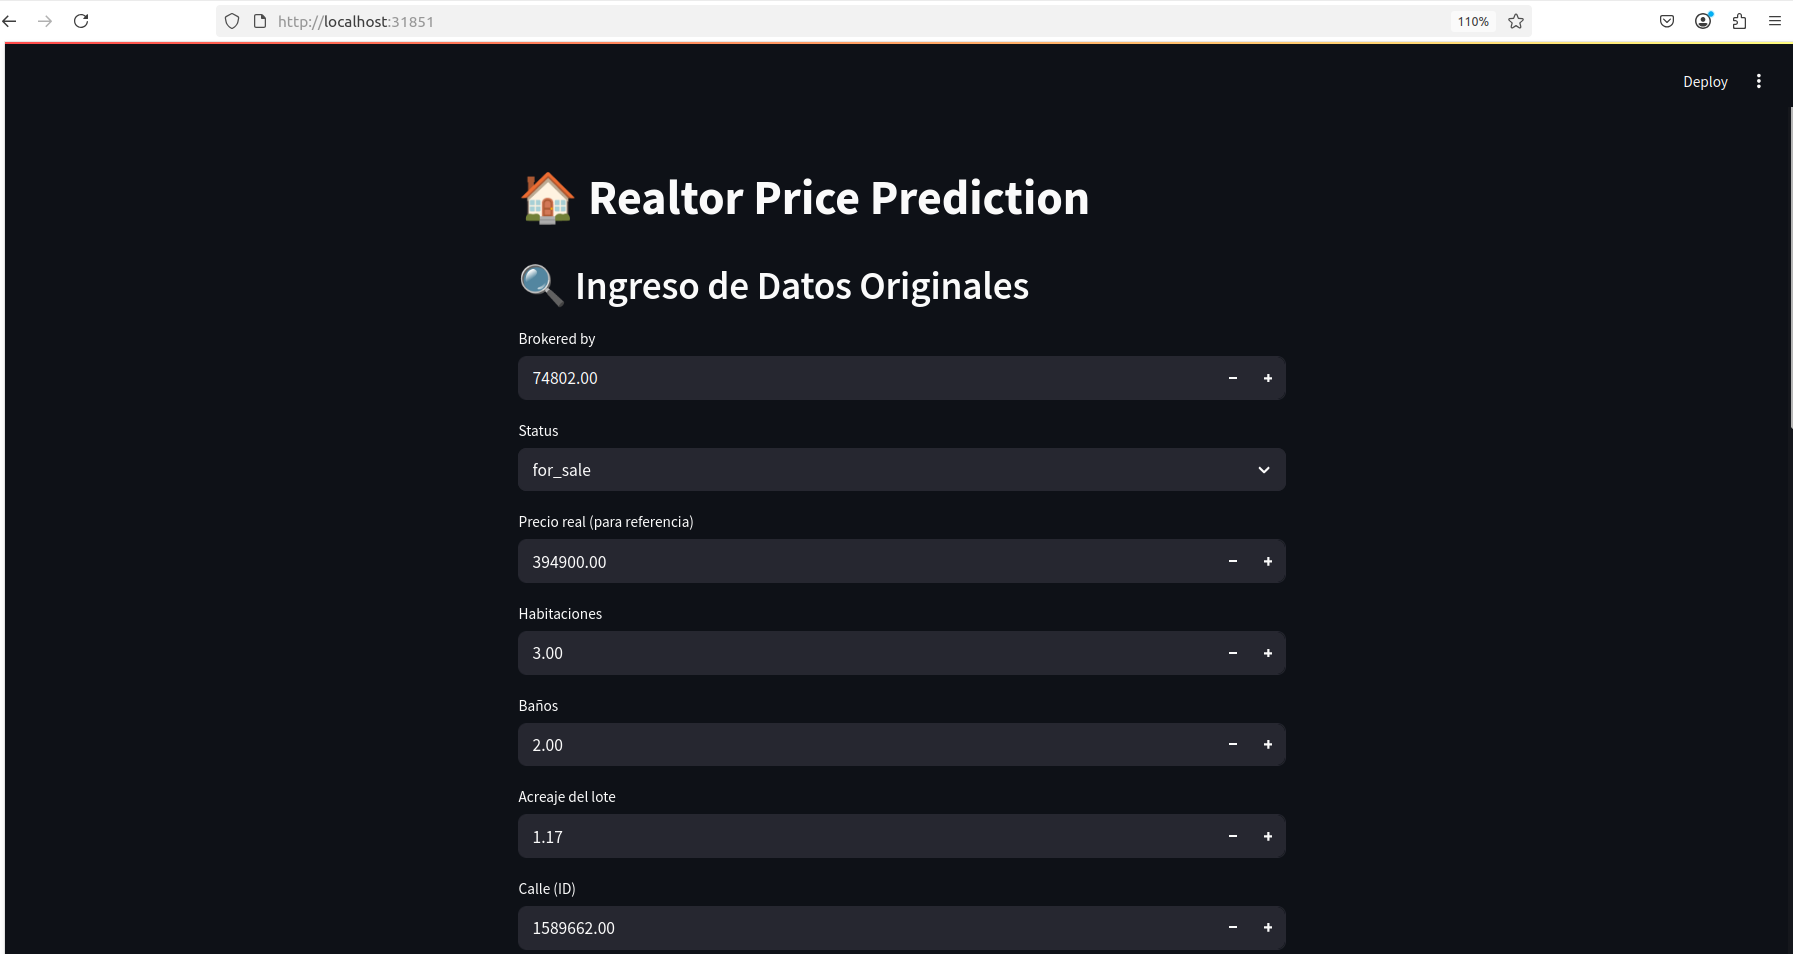 http://localhost:31851
110%
Deploy
Realtor Price Prediction
Ingreso de Datos Originales
Brokered by
74802.00
Status
for_sale
Precio real (para referencia)
394900.00
Habitaciones
3.00
Baños
2.00
Acreaje del lote
1.17
Calle (ID)
1589662.00